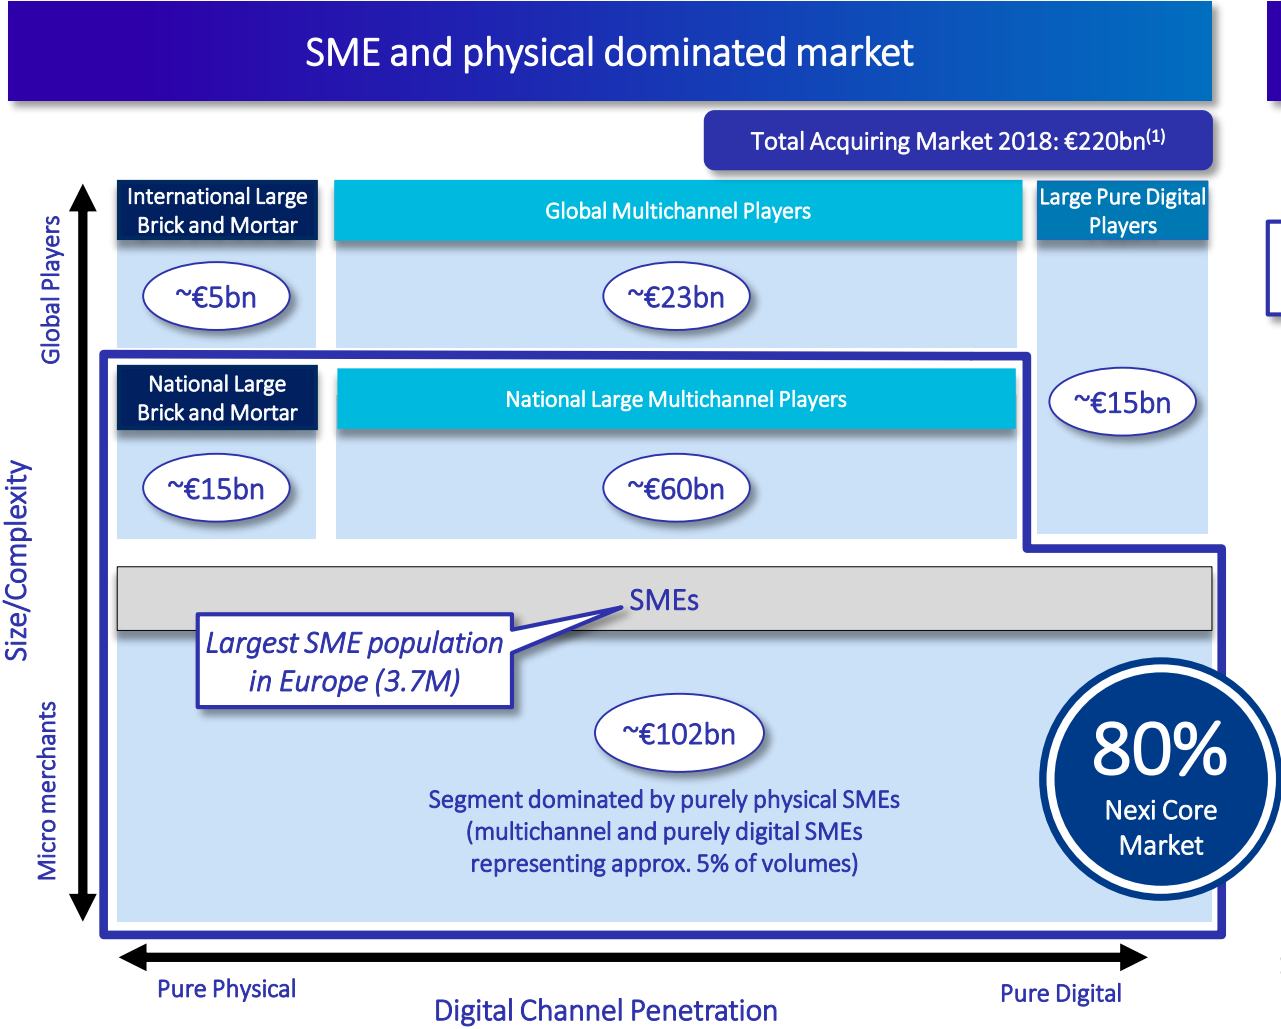 SME and physical dominated market
Total Acquiring Market 2018: €220bn(1)
International Large
Brick and Mortar
Global Multichannel Players
Large Pure Digital
Players
~€5bn
~€23bn
~€15bn
National Large
Brick and Mortar
National Large Multichannel Players
~€15bn
~€60bn
SMEs
Largest SME population
in Europe (3.7M)
~€102bn
Segment dominated by purely physical SMEs
(multichannel and purely digital SMEs
representing approx. 5% of volumes)
80%
Nexi Core
Market
Global Players
Size/Complexity
Micro merchants
Pure Physical
Digital Channel Penetration
Pure Digital